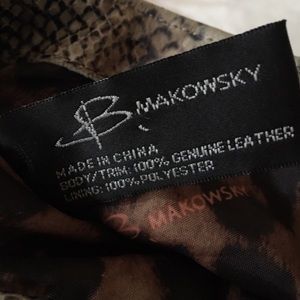 B. MAKOWSKY
MADE IN CHINA
BODY/TRIM: 100% GENUINE LEATHER
LINING: 100% POLYESTER
B. MAKOWSKY